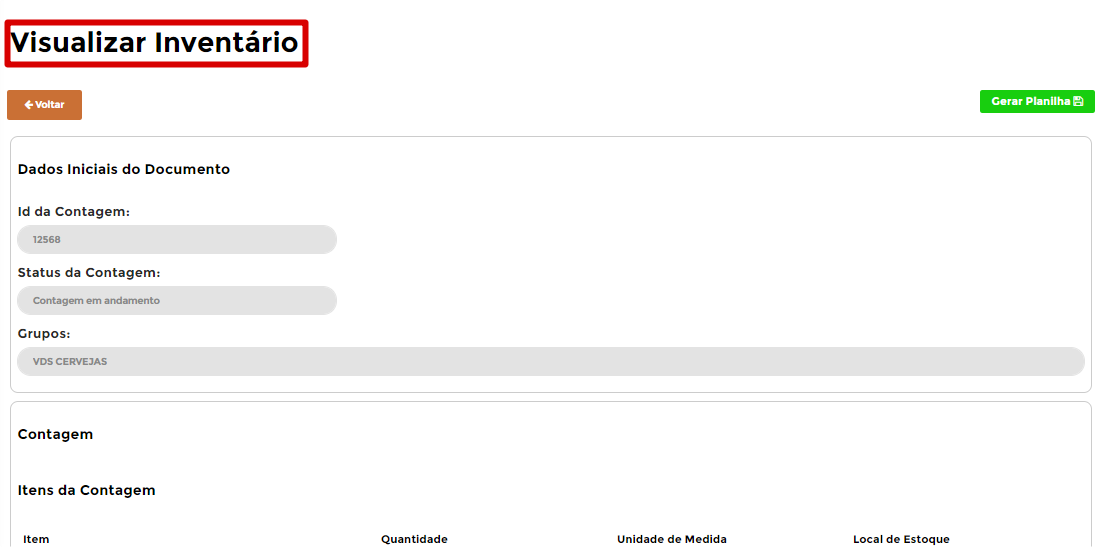 Visualizar Inventário
Voltar
Gerar Planilha
Dados Iniciais do Documento
Id da Contagem:
12568
Status da Contagem:
Contagem em andamento
Grupos:
VDS CERVEJAS
Contagem
Itens da Contagem
Item Quantidade Unidade de Medida Local de Estoque